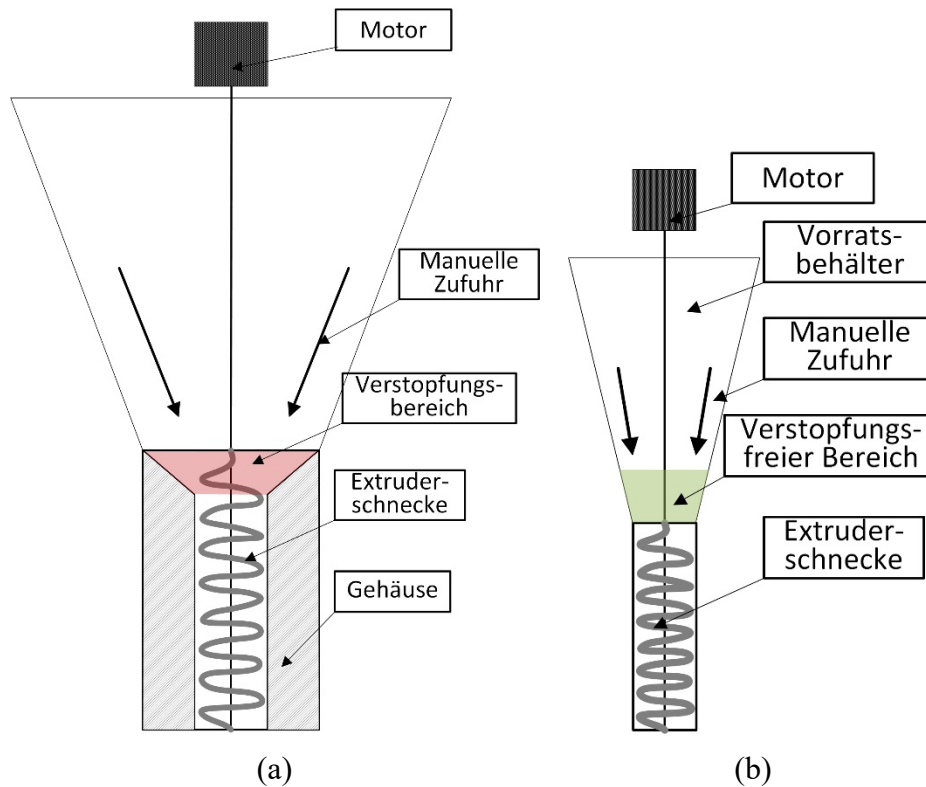 Motor
Manuelle
Zufuhr
Verstopfungs-
bereich
Extruder-
schnecke
Gehäuse
(a)
Motor
Vorrats-
behälter
Manuelle
Zufuhr
Verstopfungs-
freier Bereich
Extruder-
schnecke
(b)